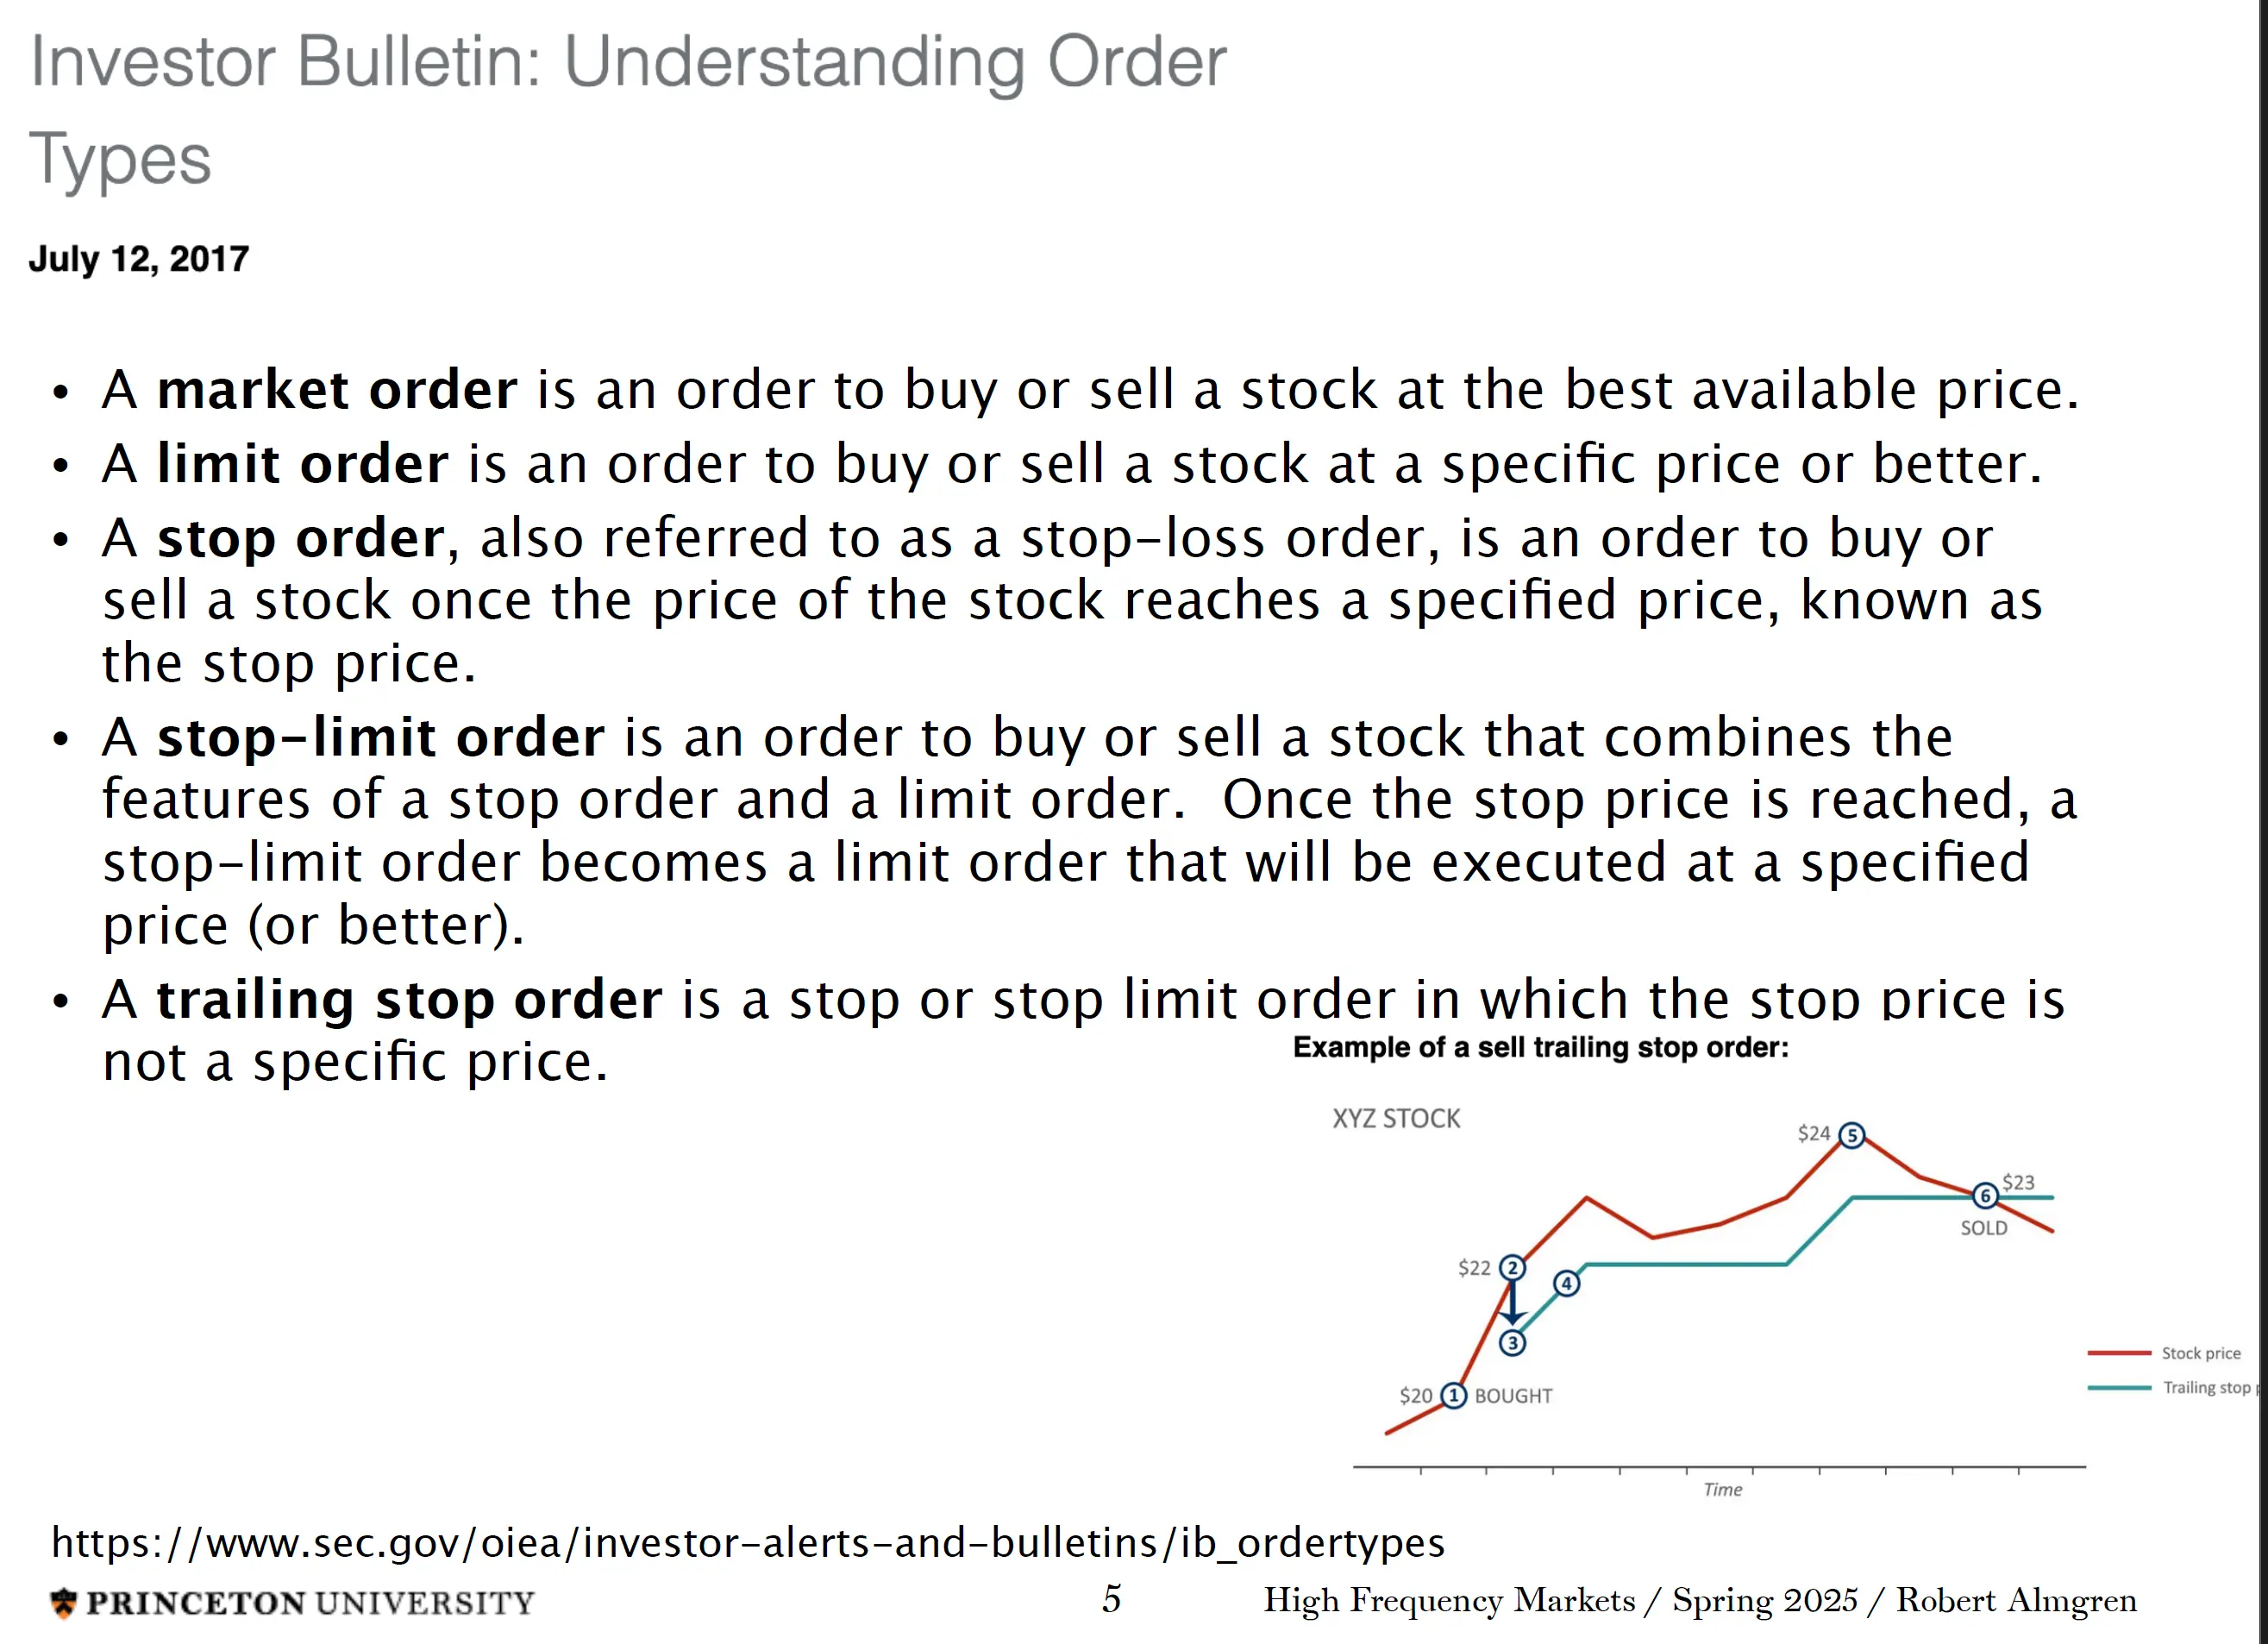 Investor Bulletin: Understanding Order
Types
July 12, 2017
• A market order is an order to buy or sell a stock at the best available price.
• A limit order is an order to buy or sell a stock at a specific price or better.
• A stop order, also referred to as a stop-loss order, is an order to buy or
sell a stock once the price of the stock reaches a specified price, known as
the stop price.
• A stop-limit order is an order to buy or sell a stock that combines the
features of a stop order and a limit order.  Once the stop price is reached, a
stop-limit order becomes a limit order that will be executed at a specified
price (or better).
• A trailing stop order is a stop or stop limit order in which the stop price is
not a specific price.
Example of a sell trailing stop order:
XYZ STOCK
$24 5
6 $23
SOLD
$22 2
4
3
$20 1 BOUGHT
Stock price
Trailing stop
Time
https://www.sec.gov/oiea/investor-alerts-and-bulletins/ib_ordertypes
PRINCETON UNIVERSITY
5
High Frequency Markets / Spring 2025 / Robert Almgren